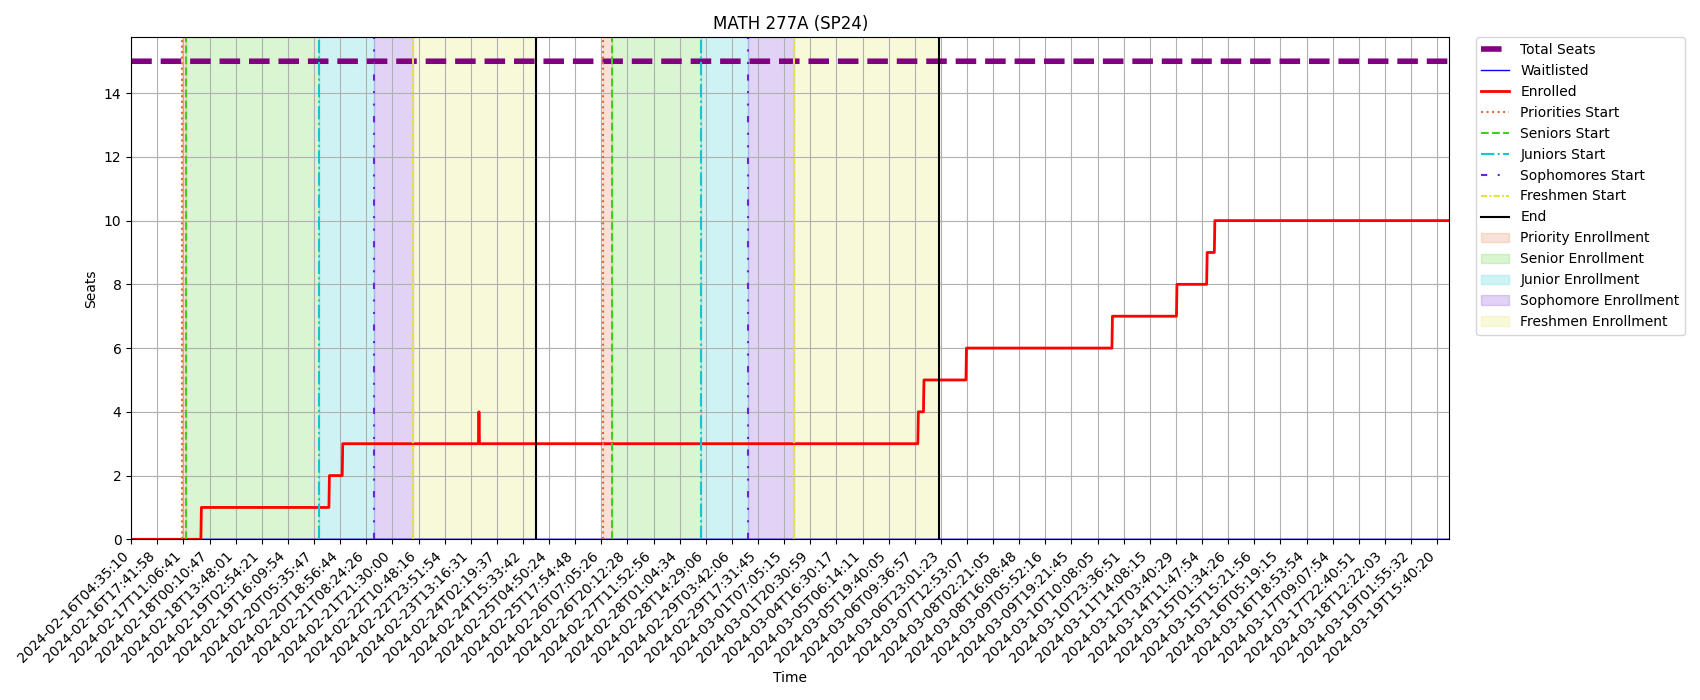 MATH 277A (SP24)
Seats
14
12
10
8
6
4
2
0
2024-02-16T04:35:10
2024-02-16T17:41:58
2024-02-17T11:06:41
2024-02-18T00:10:47
2024-02-18T13:48:01
2024-02-19T02:54:21
2024-02-19T16:09:54
2024-02-20T05:35:47
2024-02-20T18:56:44
2024-02-21T08:24:26
2024-02-21T21:30:00
2024-02-22T10:48:16
2024-02-22T23:51:54
2024-02-23T13:16:31
2024-02-24T02:19:37
2024-02-24T15:33:42
2024-02-25T04:50:24
2024-02-25T17:54:48
2024-02-26T07:05:26
2024-02-26T20:12:28
2024-02-27T11:52:56
2024-02-28T01:04:34
2024-02-28T14:29:06
2024-02-29T03:42:06
2024-02-29T17:31:45
2024-03-01T07:05:15
2024-03-01T20:30:59
2024-03-04T16:30:17
2024-03-05T06:14:11
2024-03-05T19:40:05
2024-03-06T09:36:57
2024-03-06T23:01:23
2024-03-07T12:53:07
2024-03-08T02:21:05
2024-03-08T16:08:48
2024-03-09T05:52:16
2024-03-09T19:21:45
2024-03-10T10:08:05
2024-03-10T23:36:51
2024-03-11T14:08:15
2024-03-12T03:40:29
2024-03-14T11:47:54
2024-03-15T01:34:26
2024-03-15T15:21:56
2024-03-16T05:19:15
2024-03-16T18:53:54
2024-03-17T09:07:54
2024-03-17T22:40:51
2024-03-18T12:22:03
2024-03-19T01:55:32
2024-03-19T15:40:20
Time
Total Seats
Waitlisted
Enrolled
Priorities Start
Seniors Start
Juniors Start
Sophomores Start
Freshmen Start
End
Priority Enrollment
Senior Enrollment
Junior Enrollment
Sophomore Enrollment
Freshmen Enrollment